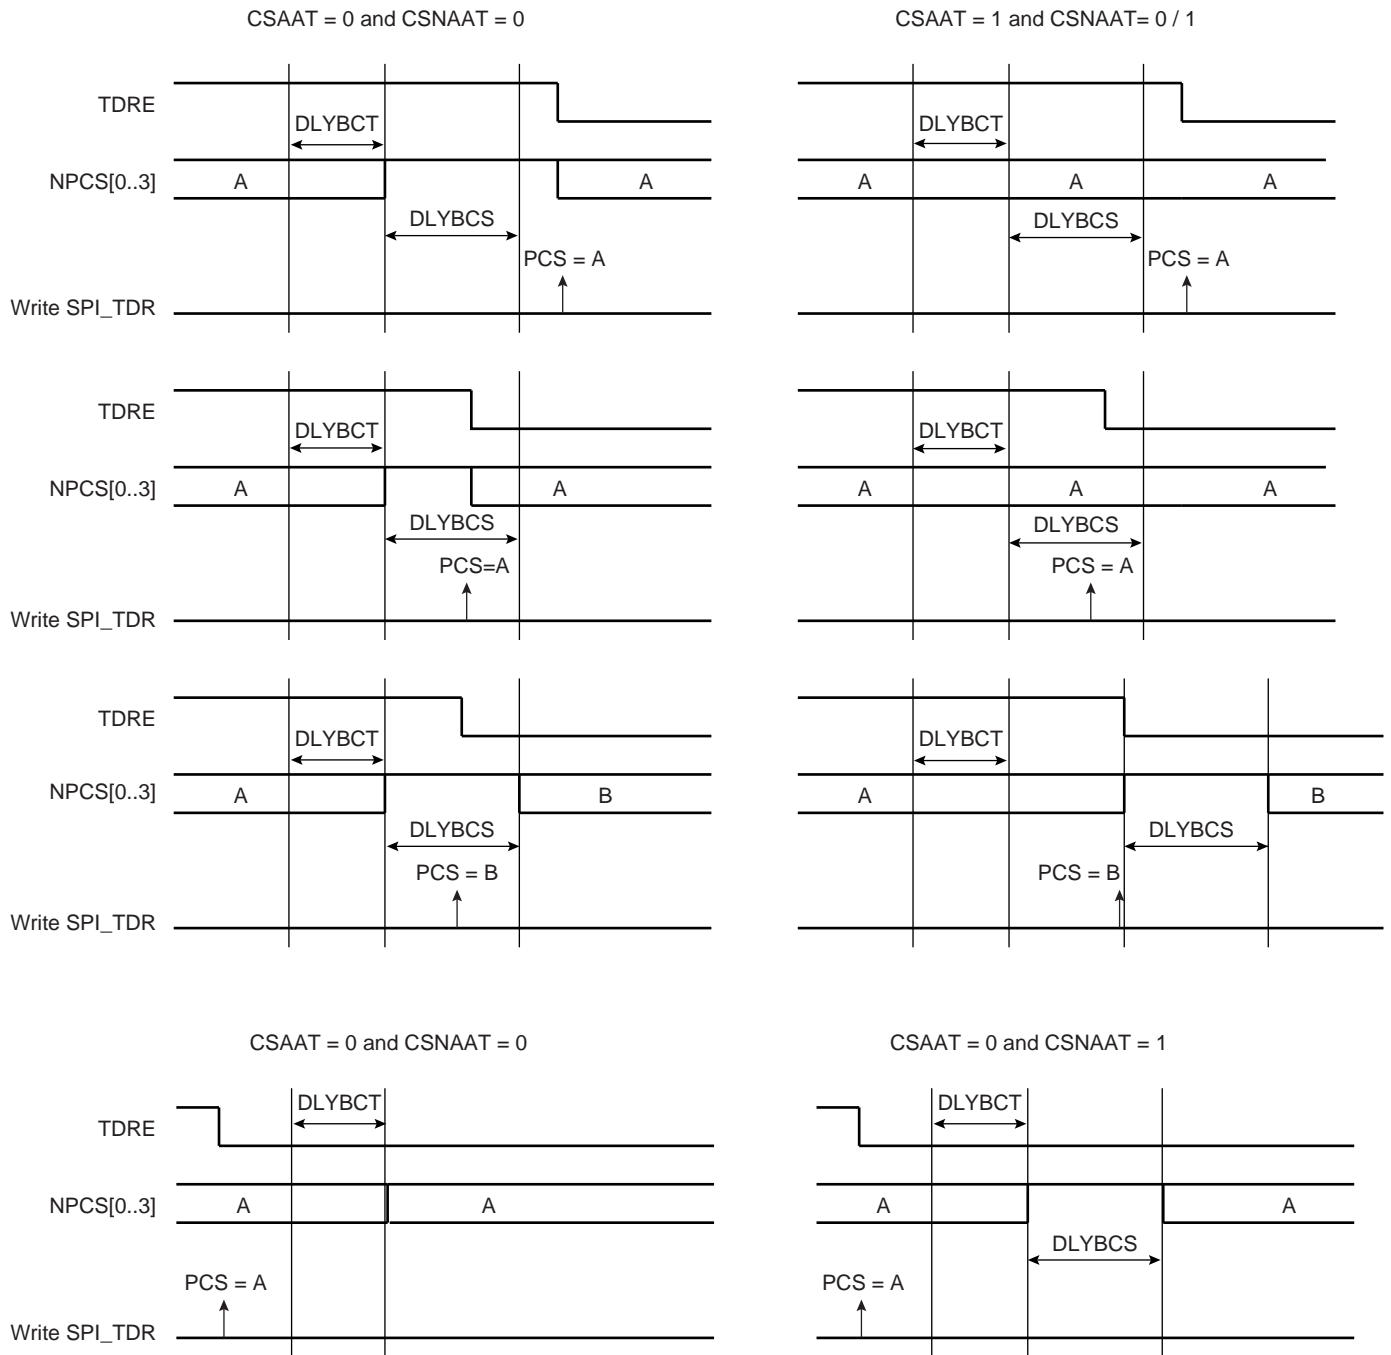 CSAAT = 0 and CSNAAT = 0
CSAAT = 1 and CSNAAT= 0 / 1
TDRE
DLYBCT
DLYBCT
NPCS[0..3]
A
A
A
A
A
DLYBCS
DLYBCS
PCS = A
PCS = A
Write SPI_TDR
TDRE
DLYBCT
DLYBCT
NPCS[0..3]
A
A
A
A
A
DLYBCS
DLYBCS
PCS=A
PCS = A
Write SPI_TDR
TDRE
DLYBCT
DLYBCT
NPCS[0..3]
A
B
A
B
DLYBCS
DLYBCS
PCS = B
PCS = B
Write SPI_TDR
CSAAT = 0 and CSNAAT = 0
CSAAT = 0 and CSNAAT = 1
DLYBCT
DLYBCT
TDRE
NPCS[0..3]
A
A
A
A
DLYBCS
PCS = A
PCS = A
Write SPI_TDR